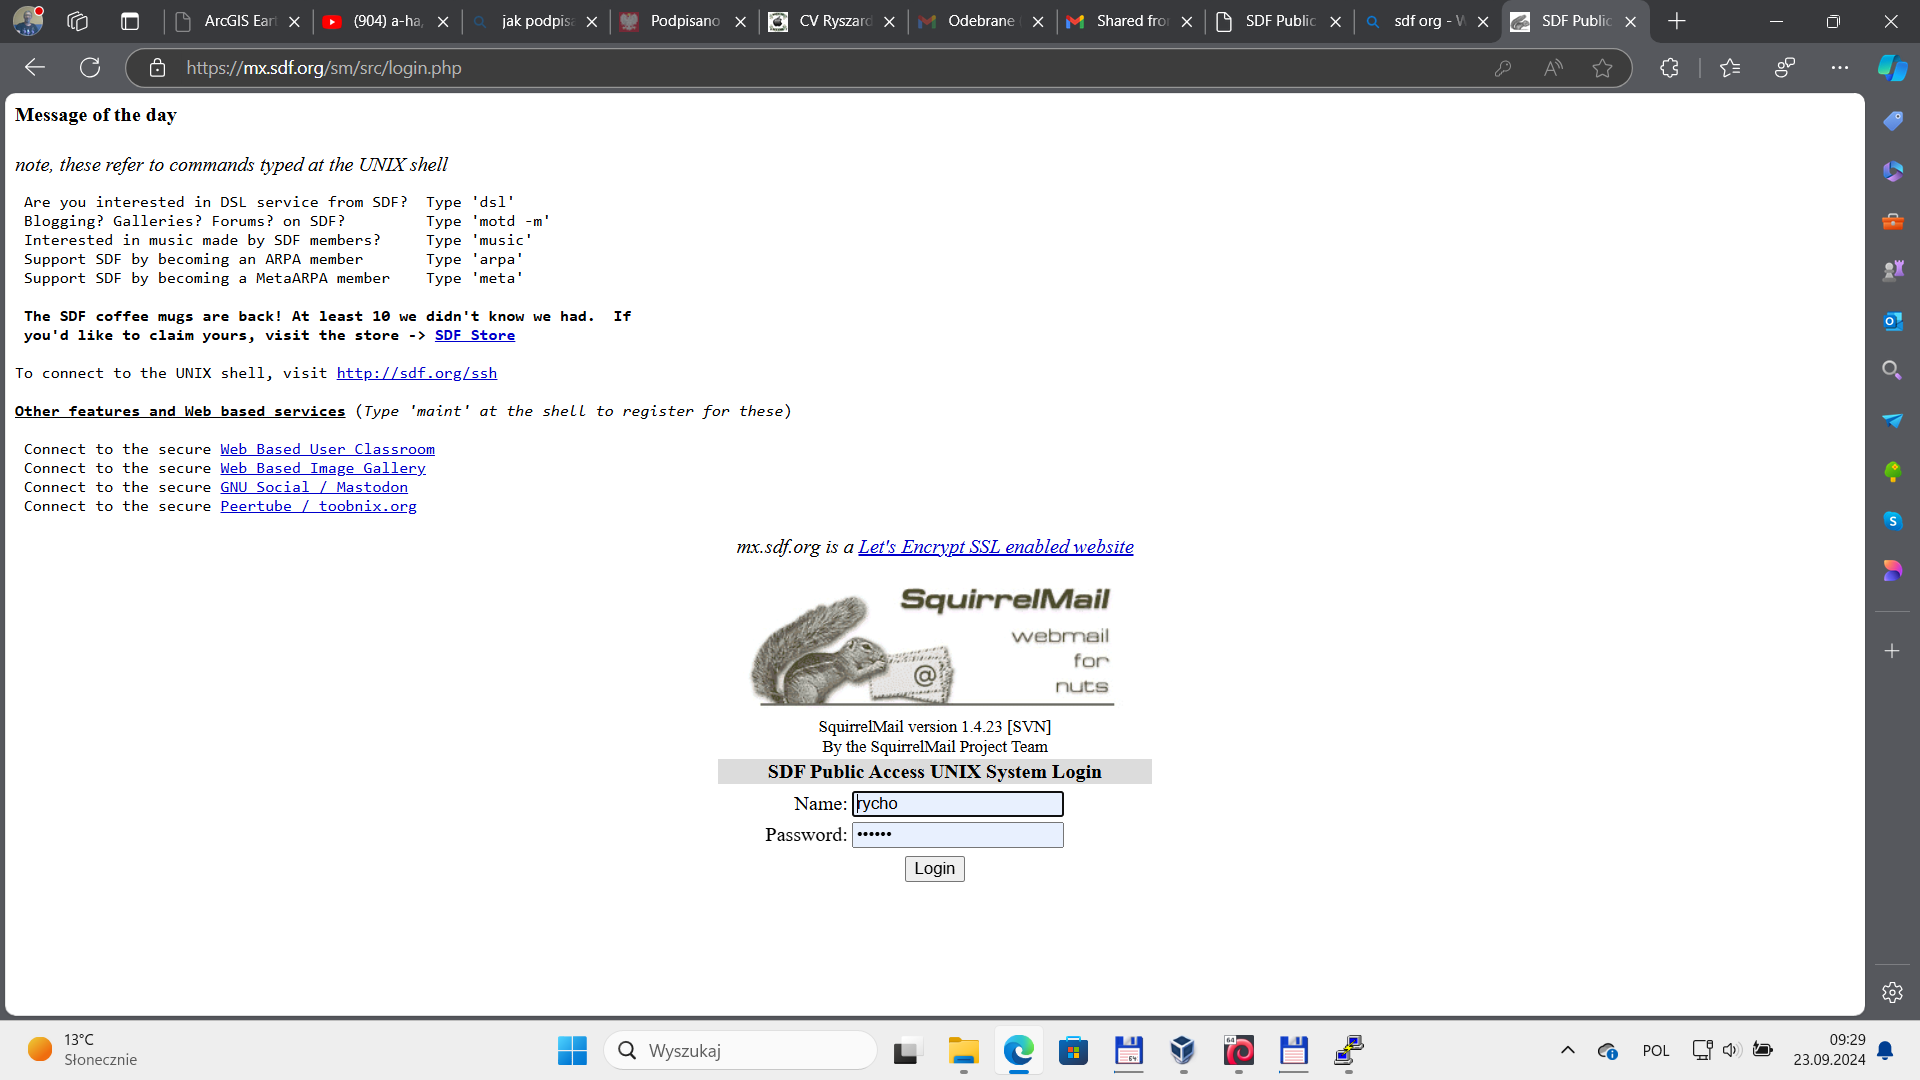 ArcGIS Ear
(904) a-ha,
jak podpisa
Podpisano
CV Ryszard
Odebrane
Shared fro
SDF Public
sdf org - W
SDF Public
https://mx.sdf.org/sm/src/login.php
Message of the day
note, these refer to commands typed at the UNIX shell
Are you interested in DSL service from SDF? Type 'dsl'
Blogging? Galleries? Forums? on SDF? Type 'motd -m'
Interested in music made by SDF members? Type 'music'
Support SDF by becoming an ARPA member Type 'arpa'
Support SDF by becoming a MetaARPA member Type 'meta'
The SDF coffee mugs are back! At least 10 we didn't know we had. If
you'd like to claim yours, visit the store -> SDF Store
To connect to the UNIX shell, visit http://sdf.org/ssh
Other features and Web based services (Type 'maint' at the shell to register for these)
Connect to the secure Web Based User Classroom
Connect to the secure Web Based Image Gallery
Connect to the secure GNU Social / Mastodon
Connect to the secure Peertube / toobnix.org
mx.sdf.org is a Let's Encrypt SSL enabled website
SquirrelMail
webmail
for
nuts
@
SquirrelMail version 1.4.23 [SVN]
By the SquirrelMail Project Team
SDF Public Access UNIX System Login
Name: rycho
Password: ••••••
Login
13°C
Słonecznie
Wyszukaj
64
64
POL
09:29
23.09.2024